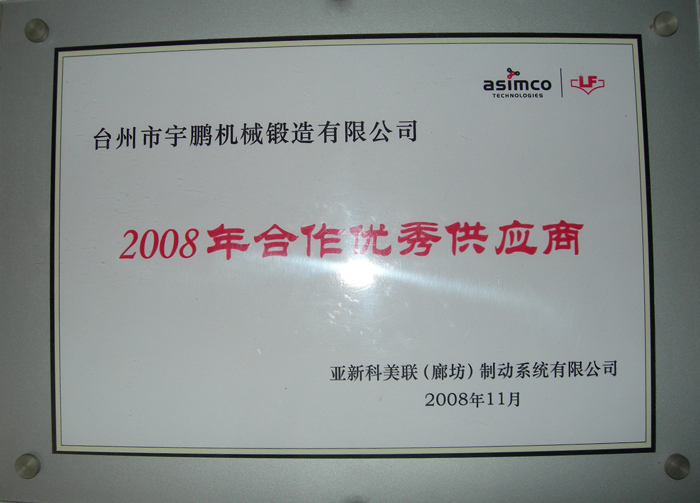 asimco
TECHNOLOGIES
LF
台州市宇鹏机械锻造有限公司
2008年合作优秀供应商
亚新科美联(廊坊)制动系统有限公司
2008年11月